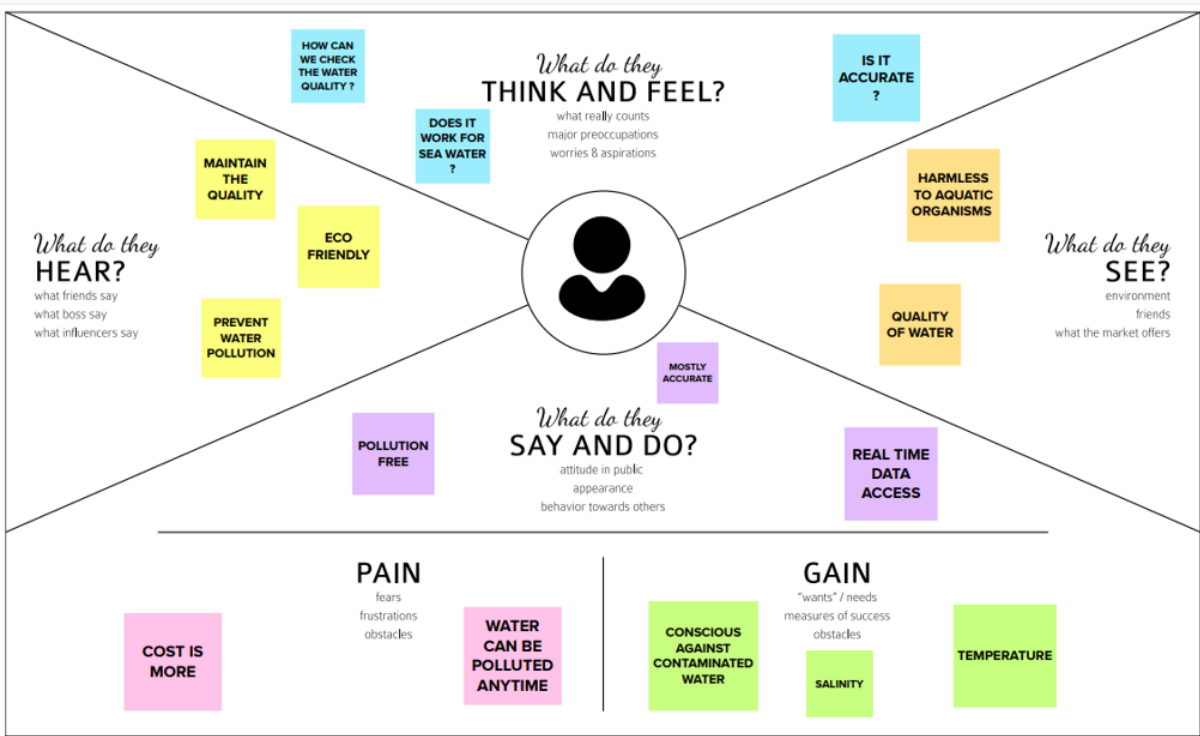 HOW CAN
WE CHECK
THE WATER
QUALITY ?
What do they
THINK AND FEEL?
what really counts
major preoccupations
worries & aspirations
DOES IT
WORK FOR
SEA WATER
?
IS IT
ACCURATE
?
What do they
HEAR?
what friends say
what boss say
what influencers say
MAINTAIN
THE
QUALITY
ECO
FRIENDLY
PREVENT
WATER
POLLUTION
HARMLESS
TO AQUATIC
ORGANISMS
QUALITY
OF WATER
What do they
SEE?
environment
friends
what the market offers
MOSTLY
ACCURATE
What do they
SAY AND DO?
attitude in public
appearance
behavior towards others
POLLUTION
FREE
REAL TIME
DATA
ACCESS
PAIN
fears
frustrations
obstacles
COST IS
MORE
WATER
CAN BE
POLLUTED
ANYTIME
GAIN
"wants" / needs
measures of success
obstacles
CONSCIOUS
AGAINST
CONTAMINATED
WATER
SALINITY
TEMPERATURE